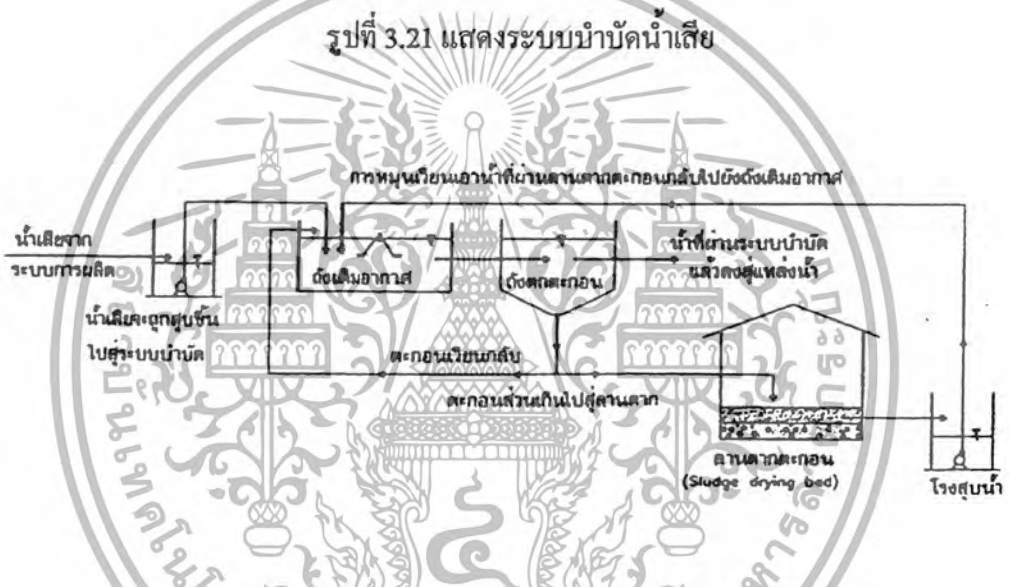 รูปที่ 3.21 แสดงระบบบำบัดน้ำเสีย
การหมุนเวียนเอาน้ำที่ผ่านลานตากตะกอนกลับไปยังถังเติมอากาศ
น้ำเสียจาก
ระบบการผลิต
น้ำเสียจะถูกสูบขึ้น
ไปสู่ระบบบำบัด
ถังเติมอากาศ
ถังตกตะกอน
น้ำที่ผ่านระบบบำบัด
แล้วลงสู่แหล่งน้ำ
ตะกอนเวียนกลับ
ตะกอนส่วนเกินไปสู่ลานตาก
ลานตากตะกอน
(Sludge drying bed)
โรงสูบน้ำ